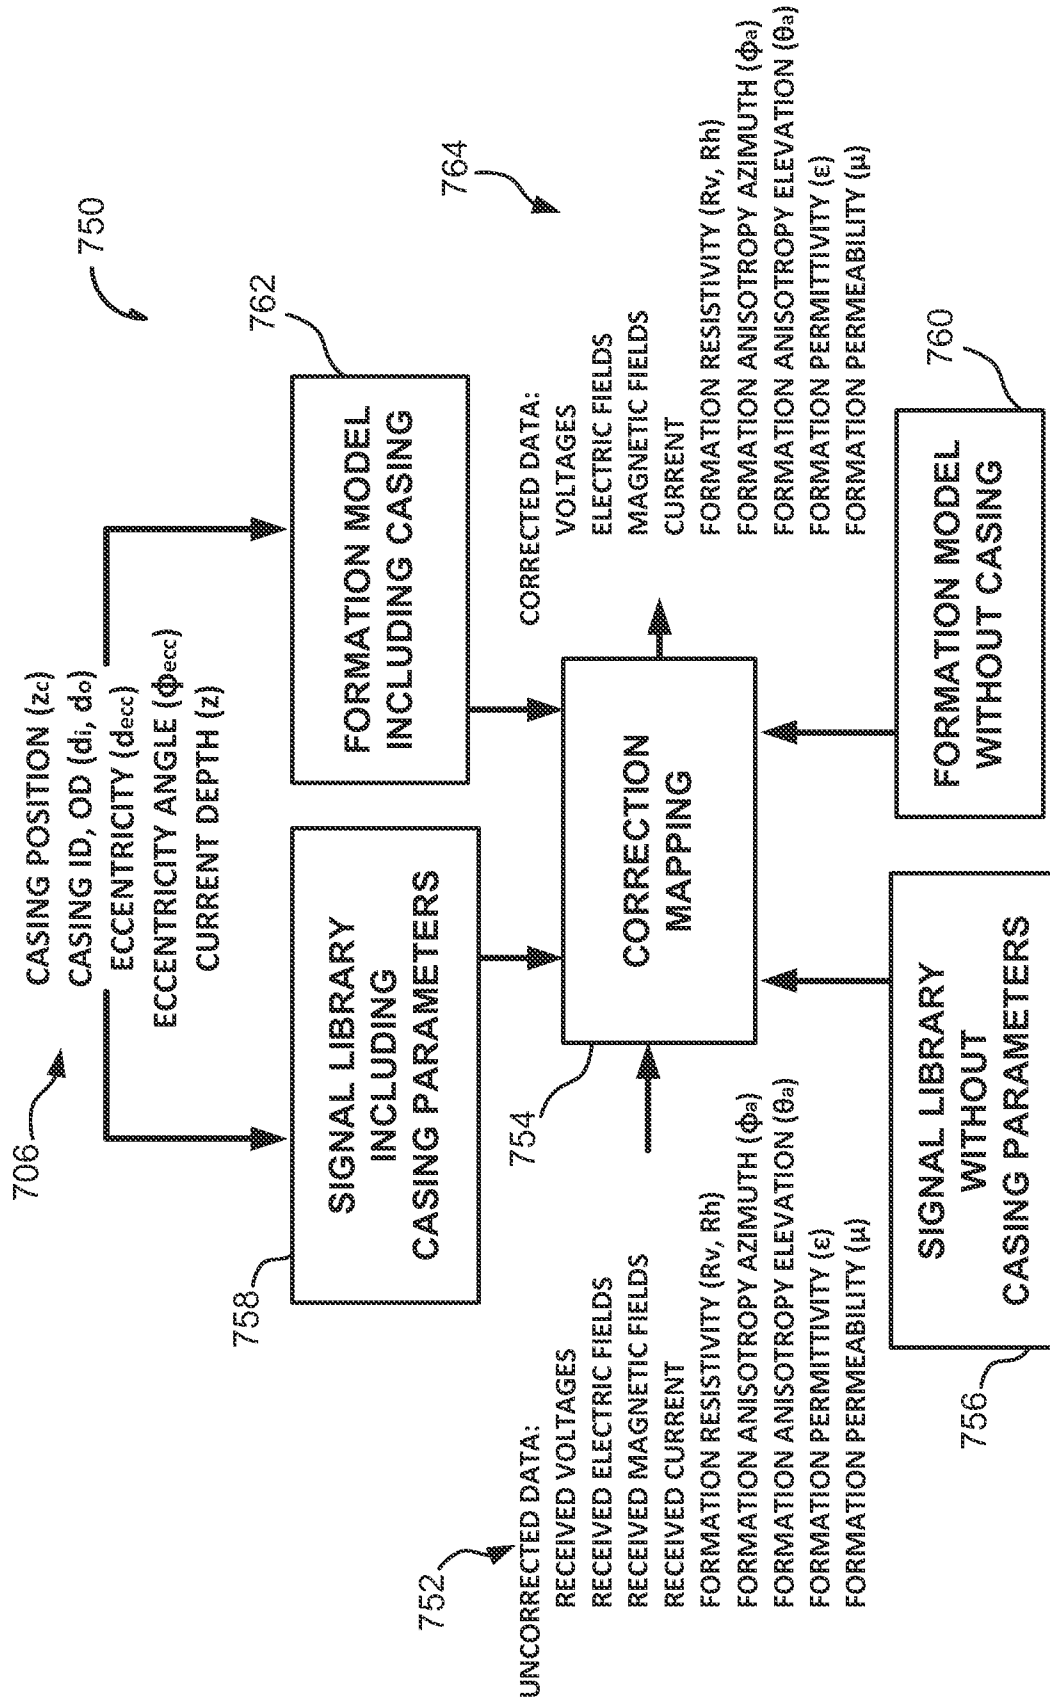 750
706
CASING POSITION (zc)
CASING ID, OD (di, do)
ECCENTRICITY (decc)
ECCENTRICITY ANGLE (ϕecc)
CURRENT DEPTH (z)
758
SIGNAL LIBRARY
INCLUDING
CASING PARAMETERS
762
FORMATION MODEL
INCLUDING CASING
752
UNCORRECTED DATA:
RECEIVED VOLTAGES
RECEIVED ELECTRIC FIELDS
RECEIVED MAGNETIC FIELDS
RECEIVED CURRENT
FORMATION RESISTIVITY (Rv, Rh)
FORMATION ANISOTROPY AZIMUTH (ϕa)
FORMATION ANISOTROPY ELEVATION (θa)
FORMATION PERMITTIVITY (ε)
FORMATION PERMEABILITY (μ)
754
CORRECTION
MAPPING
764
CORRECTED DATA:
VOLTAGES
ELECTRIC FIELDS
MAGNETIC FIELDS
CURRENT
FORMATION RESISTIVITY (Rv, Rh)
FORMATION ANISOTROPY AZIMUTH (ϕa)
FORMATION ANISOTROPY ELEVATION (θa)
FORMATION PERMITTIVITY (ε)
FORMATION PERMEABILITY (μ)
756
SIGNAL LIBRARY
WITHOUT
CASING PARAMETERS
760
FORMATION MODEL
WITHOUT CASING